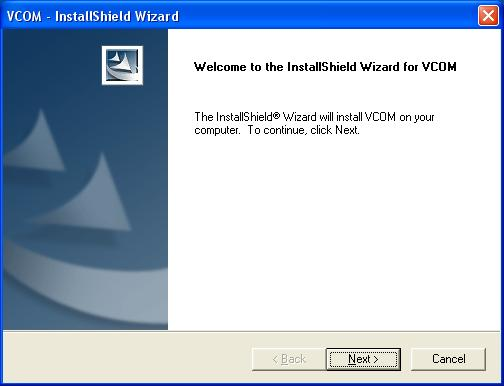 VCOM - InstallShield Wizard
Welcome to the InstallShield Wizard for VCOM
The InstallShield® Wizard will install VCOM on your
computer. To continue, click Next.
< Back Next > Cancel